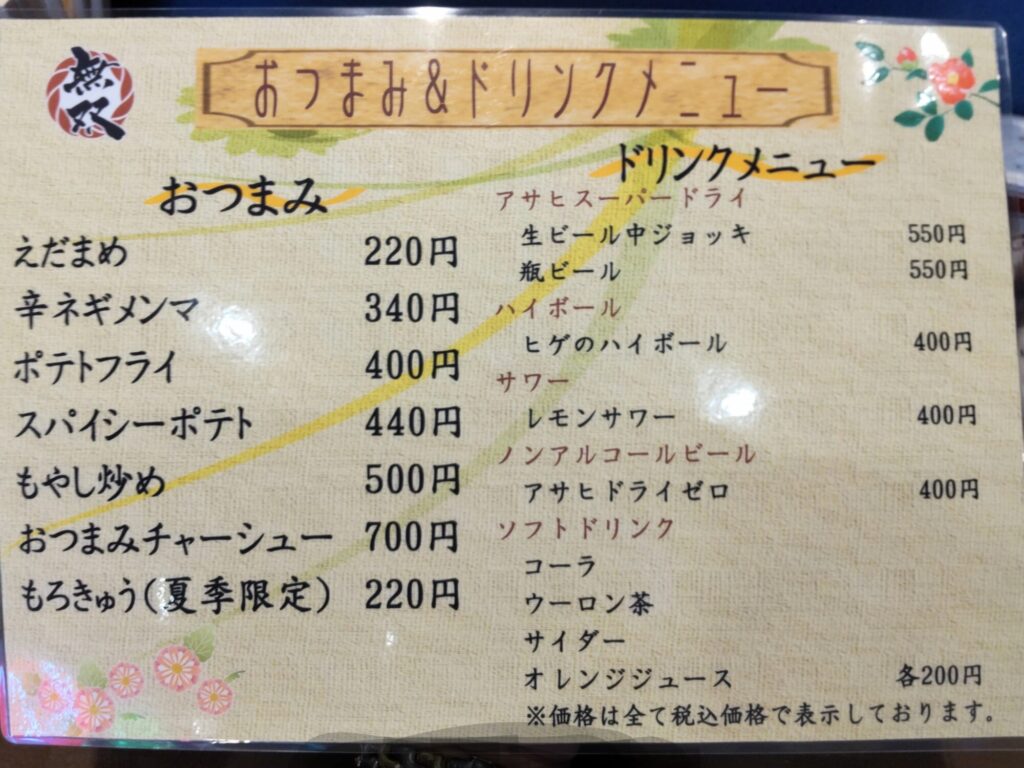 無双
おつまみ&ドリンクメニュー
おつまみ
えだまめ 220円
辛ネギメンマ 340円
ポテトフライ 400円
スパイシーポテト 440円
もやし炒め 500円
おつまみチャーシュー 700円
もろきゅう(夏季限定) 220円
ドリンクメニュー
アサヒスーパードライ
生ビール中ジョッキ 550円
瓶ビール 550円
ハイボール
ヒゲのハイボール 400円
サワー
レモンサワー 400円
ノンアルコールビール
アサヒドライゼロ 400円
ソフトドリンク
コーラ
ウーロン茶
サイダー
オレンジジュース 各200円
※価格は全て税込価格で表示しております。